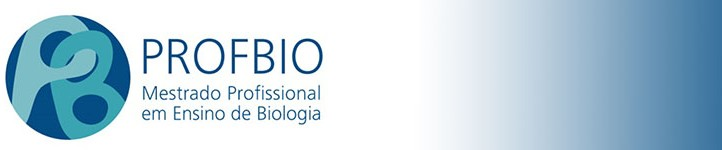 PROFBIO
Mestrado Profissional
em Ensino de Biologia